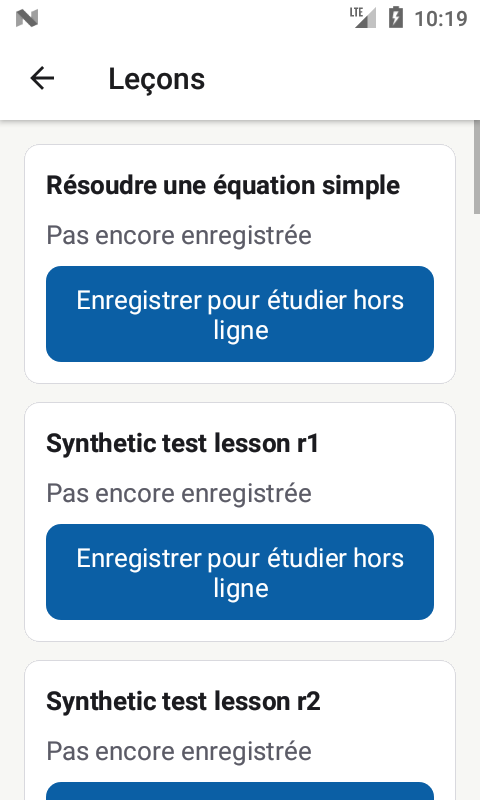 LTE 10:19
Leçons
Résoudre une équation simple
Pas encore enregistrée
Enregistrer pour étudier hors
ligne
Synthetic test lesson r1
Pas encore enregistrée
Enregistrer pour étudier hors
ligne
Synthetic test lesson r2
Pas encore enregistrée